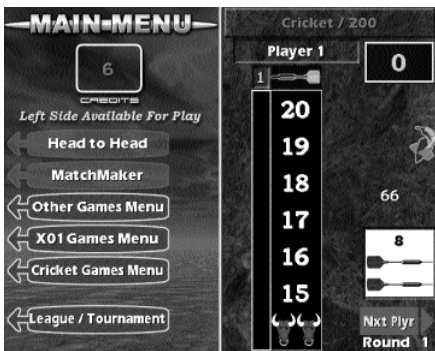 MAIN-MENU
6
CREDITS
Left Side Available For Play
Head to Head
MatchMaker
Other Games Menu
X01 Games Menu
Cricket Games Menu
League / Tournament
Cricket / 200
Player 1
0
1
20
19
18
17
16
15
66
8
Nxt Plyr
Round 1